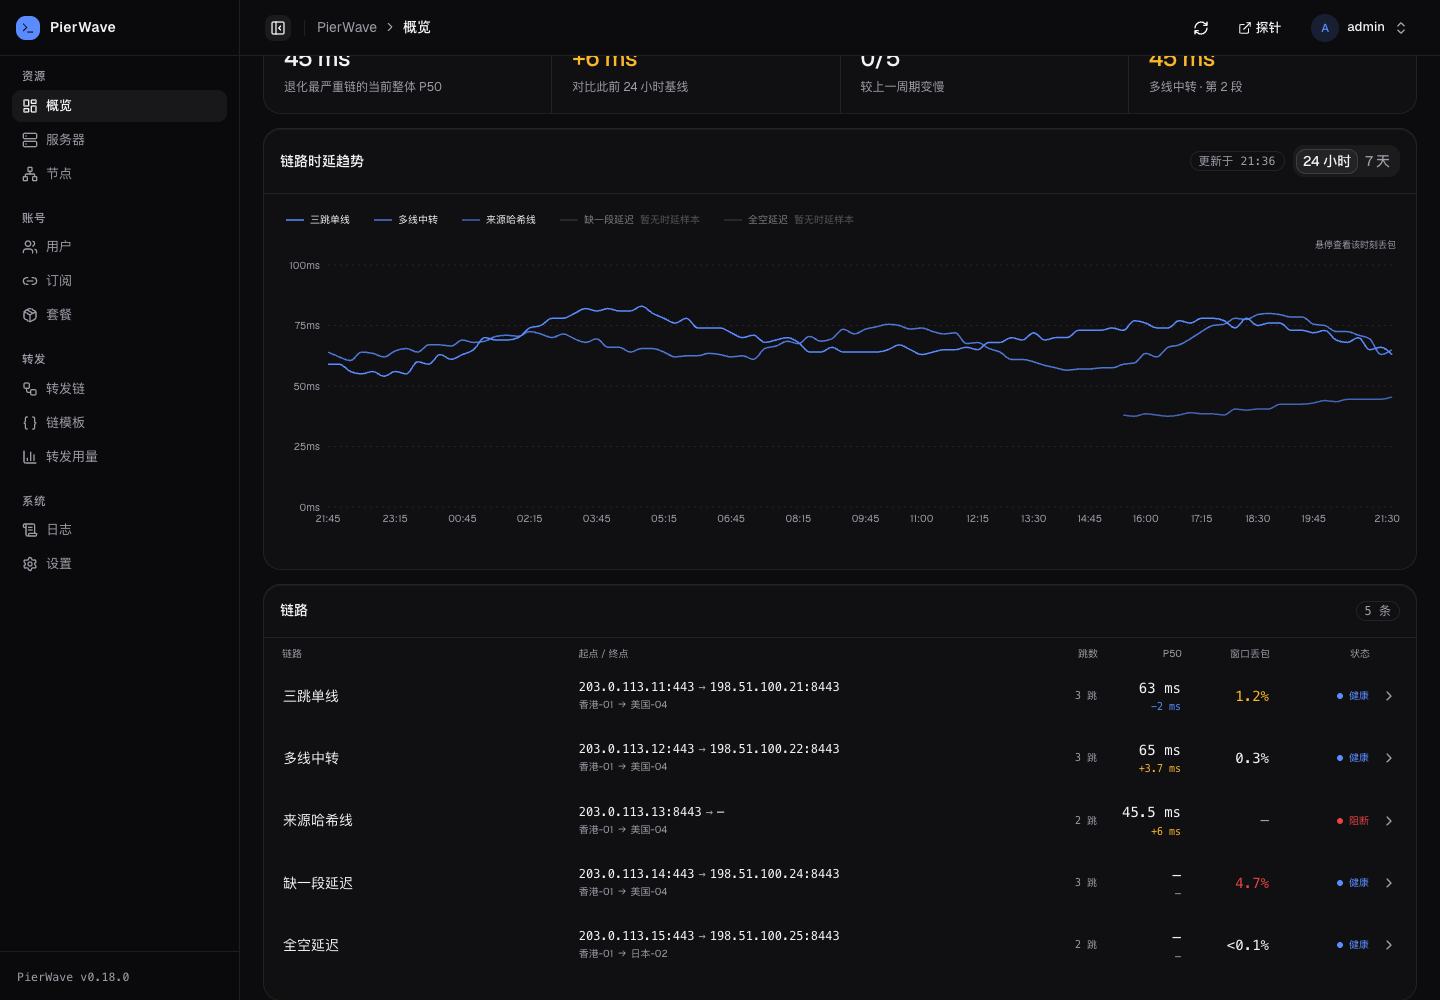 PierWave
PierWave > 概览
探针
A admin
资源
概览
服务器
节点
账号
用户
订阅
套餐
转发
转发链
链模板
转发用量
系统
日志
设置
PierWave v0.18.0
45 ms
退化最严重链的当前整体 P50
+6 ms
对比此前 24 小时基线
0/5
较上一周期变慢
45 ms
多线中转 · 第 2 段
链路时延趋势
更新于 21:36
24 小时 7 天
三跳单线 多线中转 来源哈希线 缺一段延迟 暂无时延样本 全空延迟 暂无时延样本
悬停查看该时刻丢包
100ms
75ms
50ms
25ms
0ms
21:45 23:15 00:45 02:15 03:45 05:15 06:45 08:15 09:45 11:00 12:15 13:30 14:45 16:00 17:15 18:30 19:45 21:30
链路
5 条
链路 起点 / 终点 跳数 P50 窗口丢包 状态
三跳单线 203.0.113.11:443 → 198.51.100.21:8443 3 跳 63 ms 1.2% 健康
香港-01 → 美国-04 −2 ms
多线中转 203.0.113.12:443 → 198.51.100.22:8443 3 跳 65 ms 0.3% 健康
香港-01 → 美国-04 +3.7 ms
来源哈希线 203.0.113.13:8443 → — 2 跳 45.5 ms — 阻断
香港-01 → 美国-04 +6 ms
缺一段延迟 203.0.113.14:443 → 198.51.100.24:8443 3 跳 — 4.7% 健康
香港-01 → 美国-04 —
全空延迟 203.0.113.15:443 → 198.51.100.25:8443 2 跳 — <0.1% 健康
香港-01 → 日本-02 —